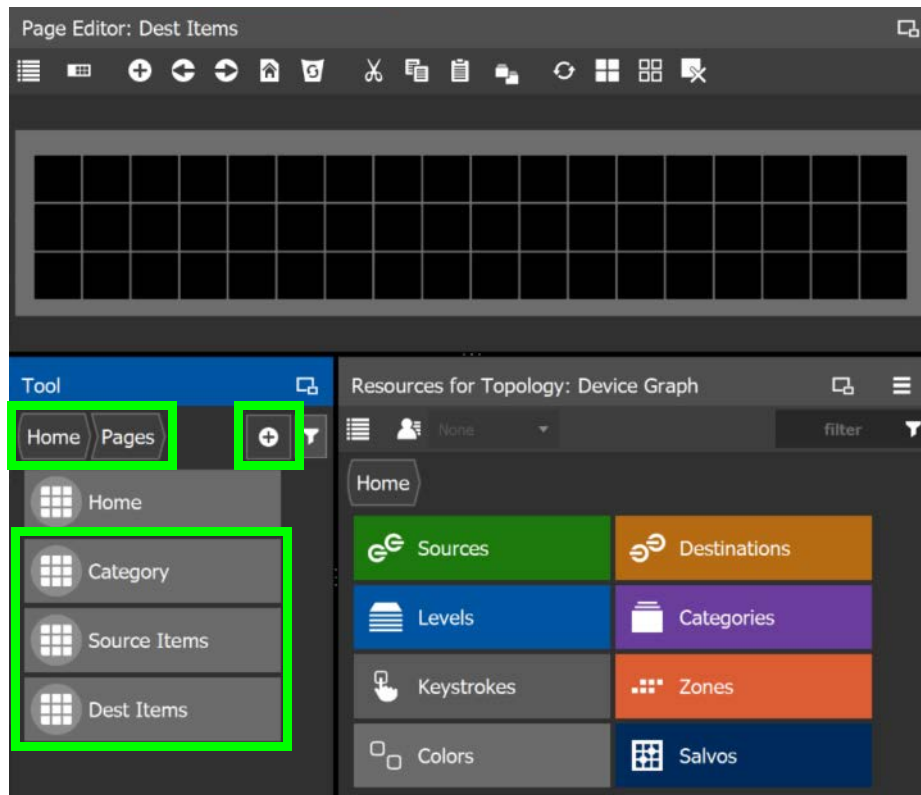 Page Editor: Dest Items
Tool
Resources for Topology: Device Graph
Home Pages
None
filter
Home
Home
Category
Source Items
Dest Items
Sources
Destinations
Levels
Categories
Keystrokes
Zones
Colors
Salvos